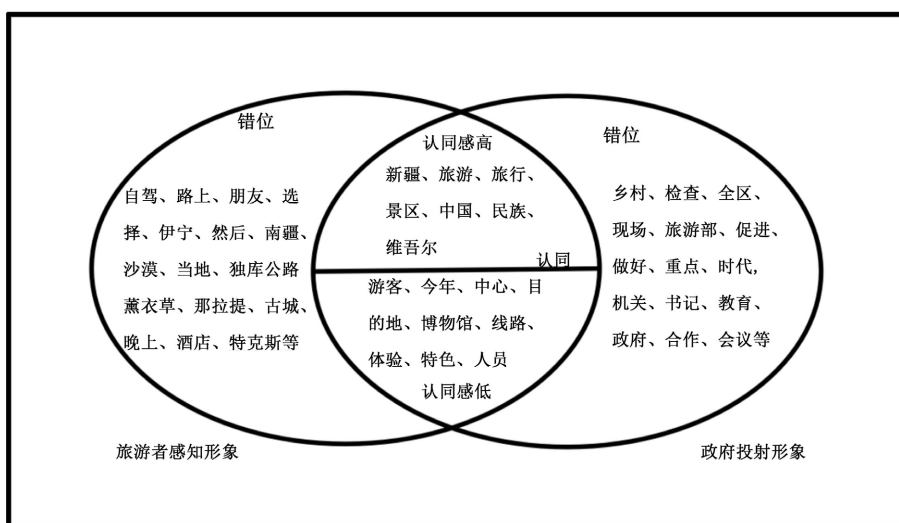 错位
自驾、路上、朋友、选
择、伊宁、然后、南疆、
沙漠、当地、独库公路
薰衣草、那拉提、古城、
晚上、酒店、特克斯等
旅游者感知形象
认同感高
新疆、旅游、旅行、
景区、中国、民族、
维吾尔
认同
游客、今年、中心、目
的地、博物馆、线路、
体验、特色、人员
认同感低
错位
乡村、检查、全区、
现场、旅游部、促进、
做好、重点、时代,
机关、书记、教育、
政府、合作、会议等
政府投射形象